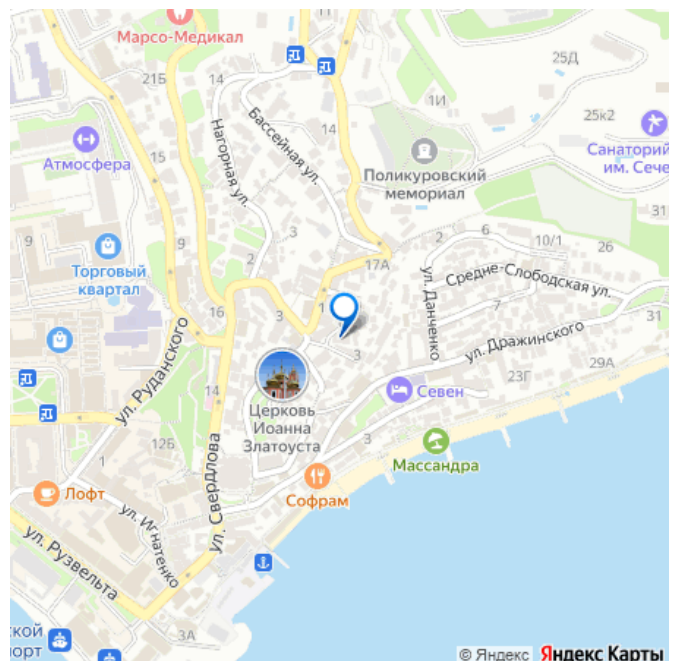 Марсо-Медикал
25Д
21Б
14
14
1И
25к2
Бассейная ул.
Нагорная ул.
Атмосфера
15
14
Поликуровский
мемориал
Санаторий
им. Сече
31
9
3
2
6
10/1
26
Торговый
квартал
2
17А
Средне-Слободская ул.
ул. Данченко
7
16
3
1
31
ул. Дражинского
ул. Руданского
3
29А
23Г
14
Севен
Церковь
Иоанна
Златоуста
12Б
3
ул. Свердлова
Массандра
1
Лофт
Софрам
ул. Игнатенко
9
ул. Рузвельта
3А
ской
порт
© Яндекс Яндекс Карты